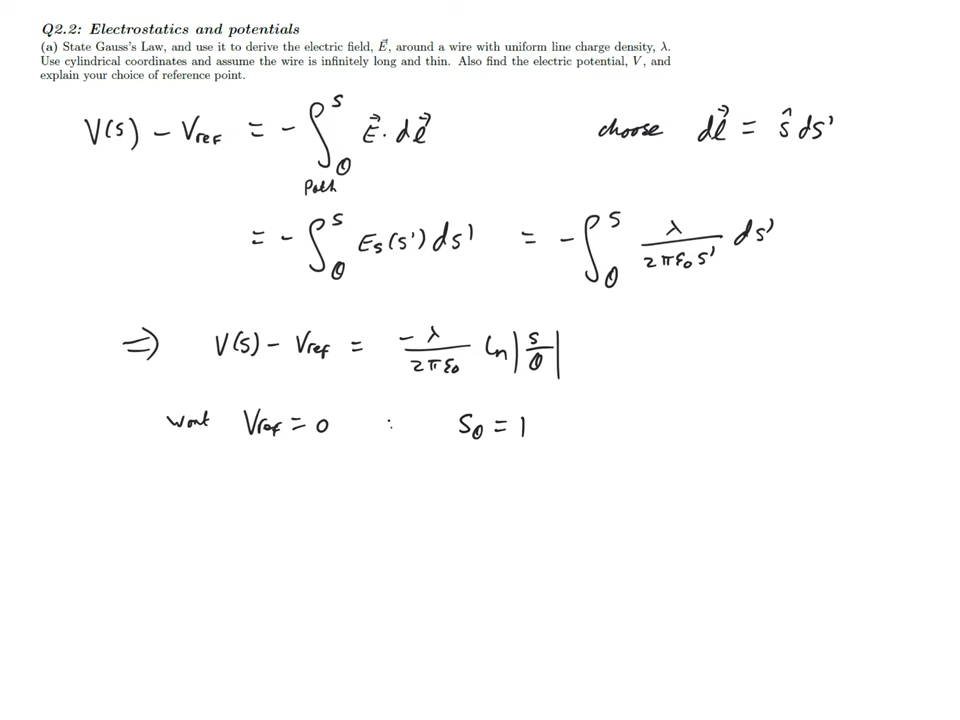 Q2.2: Electrostatics and potentials
(a) State Gauss's Law, and use it to derive the electric field, E⃗, around a wire with uniform line charge density, λ.
Use cylindrical coordinates and assume the wire is infinitely long and thin. Also find the electric potential, V, and
explain your choice of reference point.
V(s) − Vref = − ∫_O^s E⃗ · dl⃗ choose dl⃗ = ŝ ds'
Path
= − ∫_O^s Es(s') ds' = − ∫_O^s λ/(2πε₀s') ds'
⇒ V(s) − Vref = −λ/(2πε₀) ln|s/O|
want Vref = 0 : S_O = 1